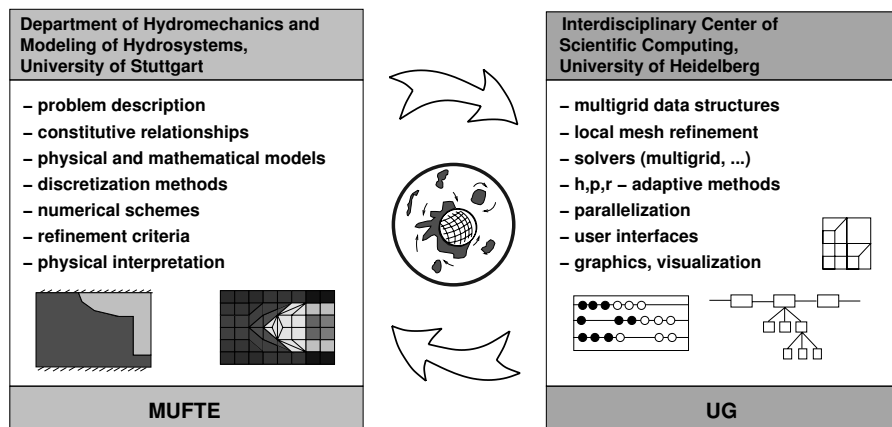 Department of Hydromechanics and
Modeling of Hydrosystems,
University of Stuttgart
– problem description
– constitutive relationships
– physical and mathematical models
– discretization methods
– numerical schemes
– refinement criteria
– physical interpretation
MUFTE
Interdisciplinary Center of
Scientific Computing,
University of Heidelberg
– multigrid data structures
– local mesh refinement
– solvers (multigrid, ...)
– h,p,r – adaptive methods
– parallelization
– user interfaces
– graphics, visualization
UG